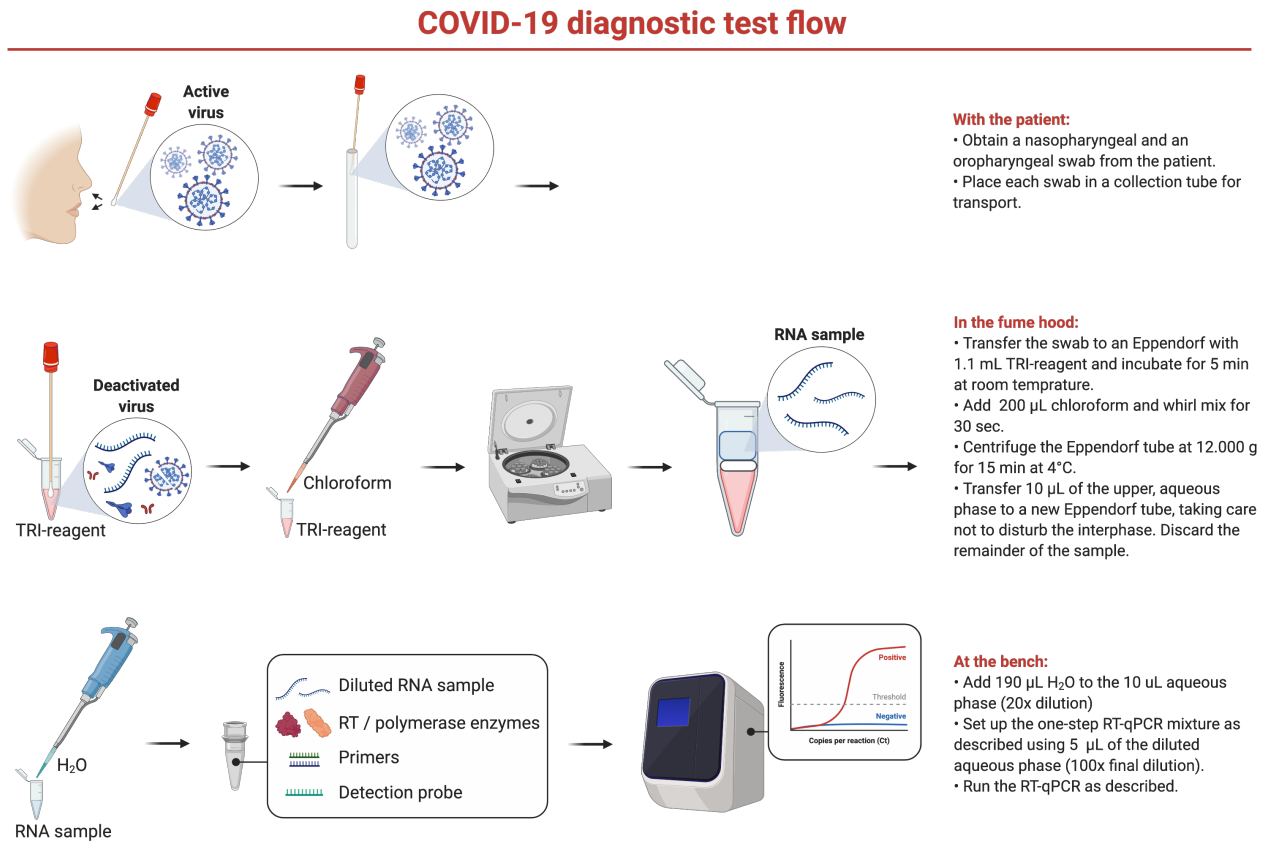 COVID-19 diagnostic test flow
Active
virus
With the patient:
• Obtain a nasopharyngeal and an
oropharyngeal swab from the patient.
• Place each swab in a collection tube for
transport.
Deactivated
virus
TRI-reagent
Chloroform
TRI-reagent
RNA sample
In the fume hood:
• Transfer the swab to an Eppendorf with
1.1 mL TRI-reagent and incubate for 5 min
at room temprature.
• Add  200 µL chloroform and whirl mix for
30 sec.
• Centrifuge the Eppendorf tube at 12.000 g
for 15 min at 4°C.
• Transfer 10 µL of the upper, aqueous
phase to a new Eppendorf tube, taking care
not to disturb the interphase. Discard the
remainder of the sample.
H₂O
RNA sample
Diluted RNA sample
RT / polymerase enzymes
Primers
Detection probe
Fluorescence
Positive
Threshold
Negative
Copies per reaction (Ct)
At the bench:
• Add 190 µL H₂O to the 10 uL aqueous
phase (20x dilution)
• Set up the one-step RT-qPCR mixture as
described using 5  µL of the diluted
aqueous phase (100x final dilution).
• Run the RT-qPCR as described.